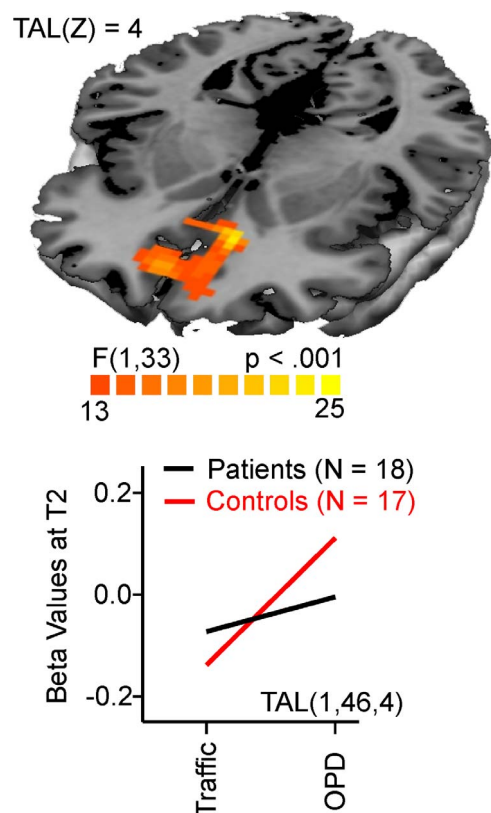 TAL(Z) = 4
F(1,33) p < .001
13 25
Patients (N = 18)
Controls (N = 17)
Beta Values at T2
0.2
0.0
-0.2
TAL(1,46,4)
Traffic
OPD